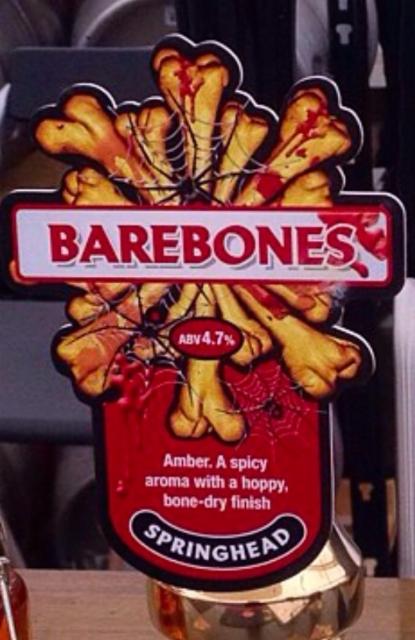 BAREBONES
ABV 4.7%
Amber. A spicy
aroma with a hoppy,
bone-dry finish
SPRINGHEAD